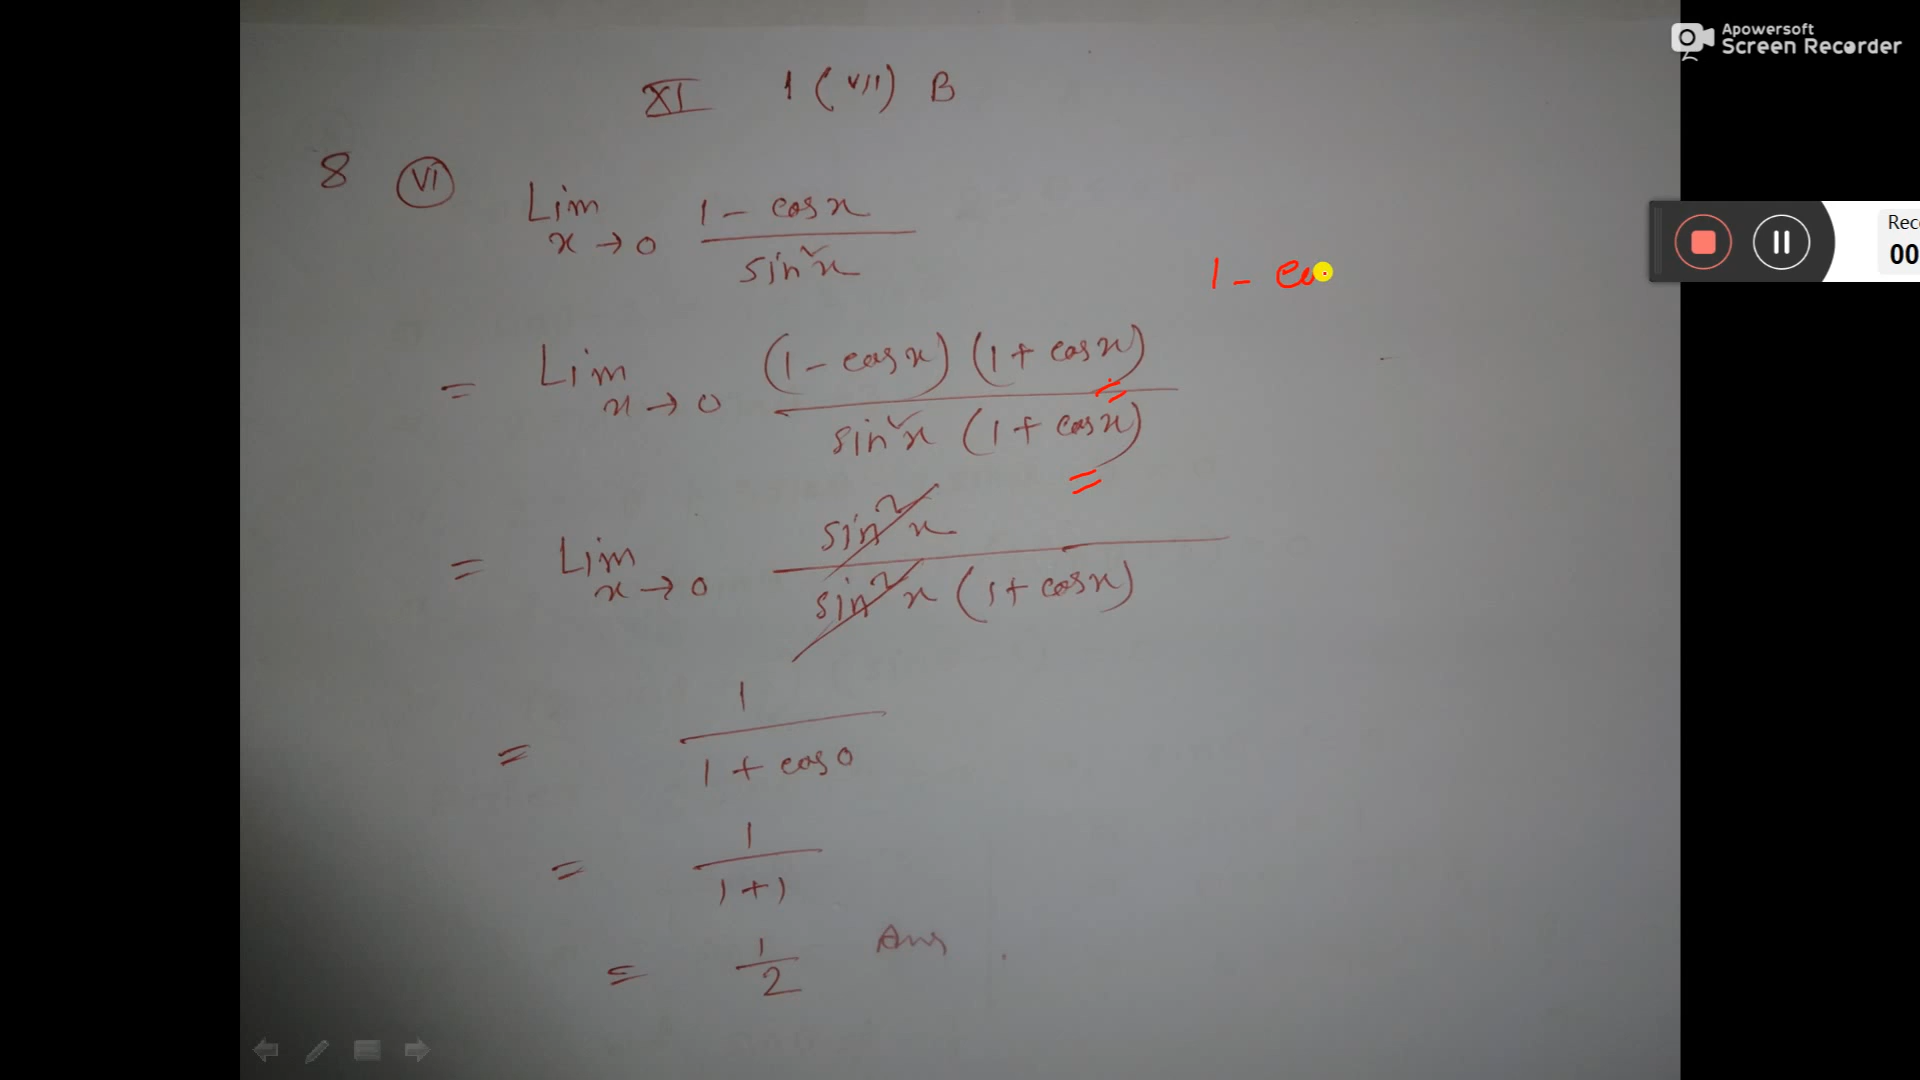 Apowersoft
Screen Recorder
XI 1 (VII) B
8 (VI) Lim x→0 (1 - cos x) / (sin²x)
Rec
00
1 - co
= Lim x→0 (1 - cos x)(1 + cos x) / sin²x (1 + cos x)
= Lim x→0 sin²x / sin²x (1 + cos x)
= 1 / (1 + cos 0)
= 1 / (1+1)
= 1/2 Ans.